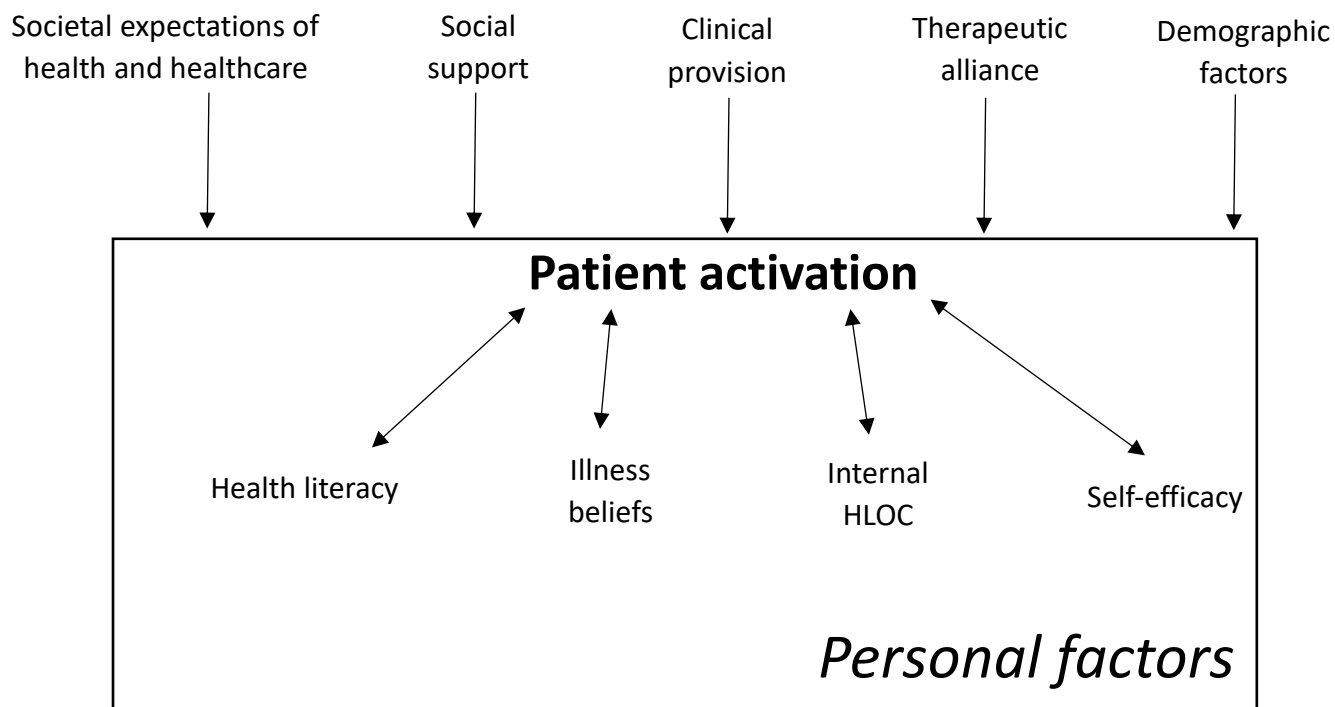 Societal expectations of
health and healthcare
Social
support
Clinical
provision
Therapeutic
alliance
Demographic
factors
Patient activation
Health literacy
Illness
beliefs
Internal
HLOC
Self-efficacy
Personal factors